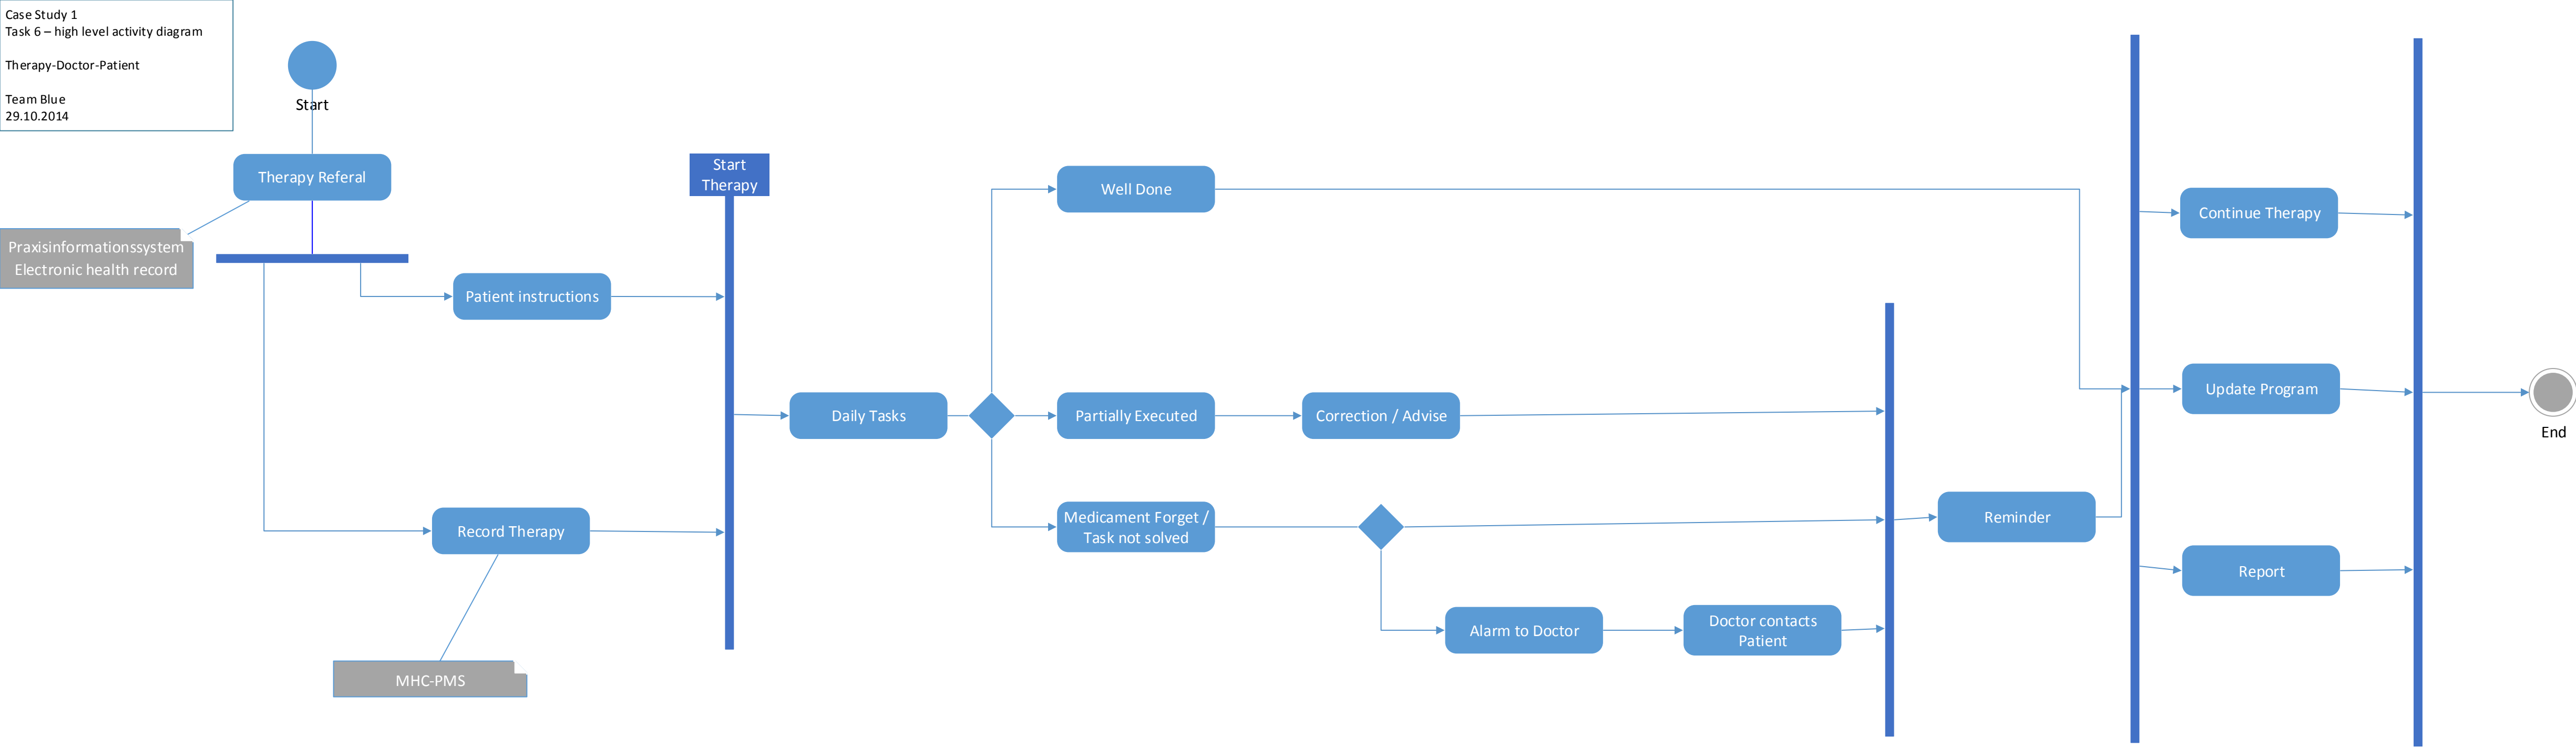 Case Study 1
Task 6 – high level activity diagram
Therapy-Doctor-Patient
Team Blue
29.10.2014
Start
Therapy Referal
Praxisinformationssystem
Electronic health record
Patient instructions
Record Therapy
MHC-PMS
Start
Therapy
Daily Tasks
Well Done
Partially Executed
Correction / Advise
Medicament Forget /
Task not solved
Alarm to Doctor
Doctor contacts
Patient
Reminder
Continue Therapy
Update Program
Report
End